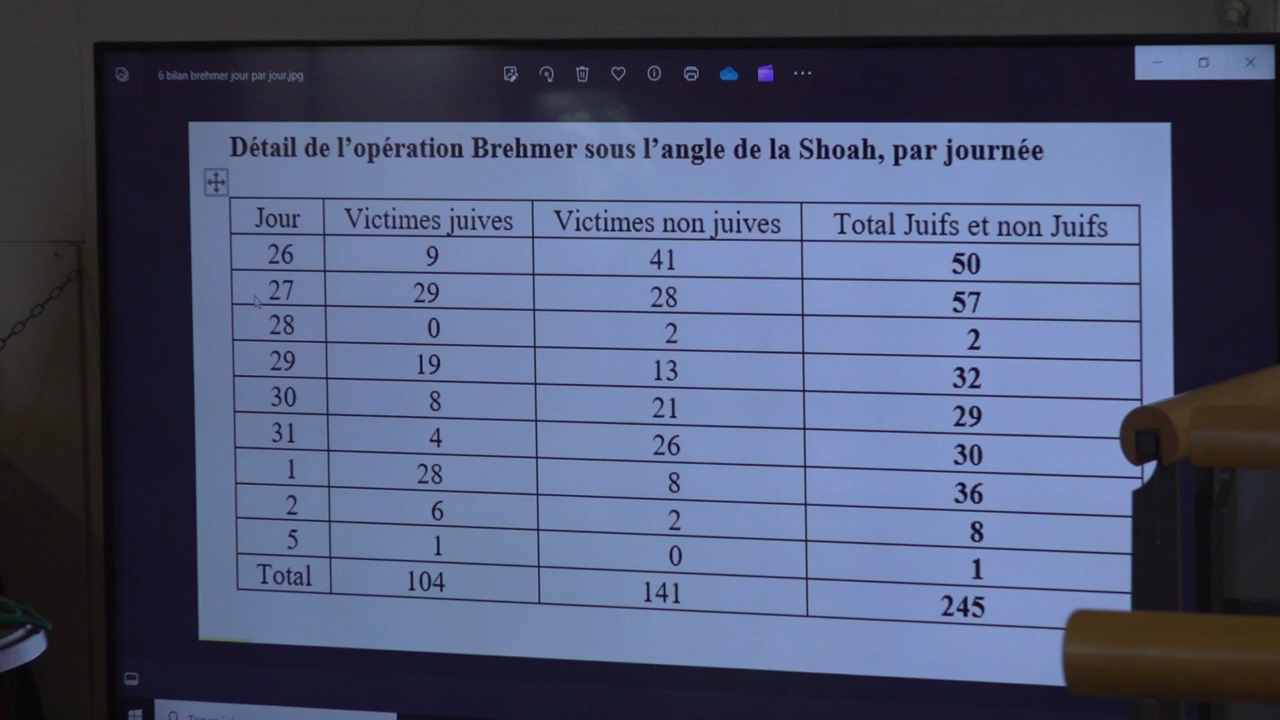 6 bilan brehmer jour par jour.jpg
Détail de l'opération Brehmer sous l'angle de la Shoah, par journée
Jour Victimes juives Victimes non juives Total Juifs et non Juifs
26 9 41 50
27 29 28 57
28 0 2 2
29 19 13 32
30 8 21 29
31 4 26 30
1 28 8 36
2 6 2 8
5 1 0 1
Total 104 141 245